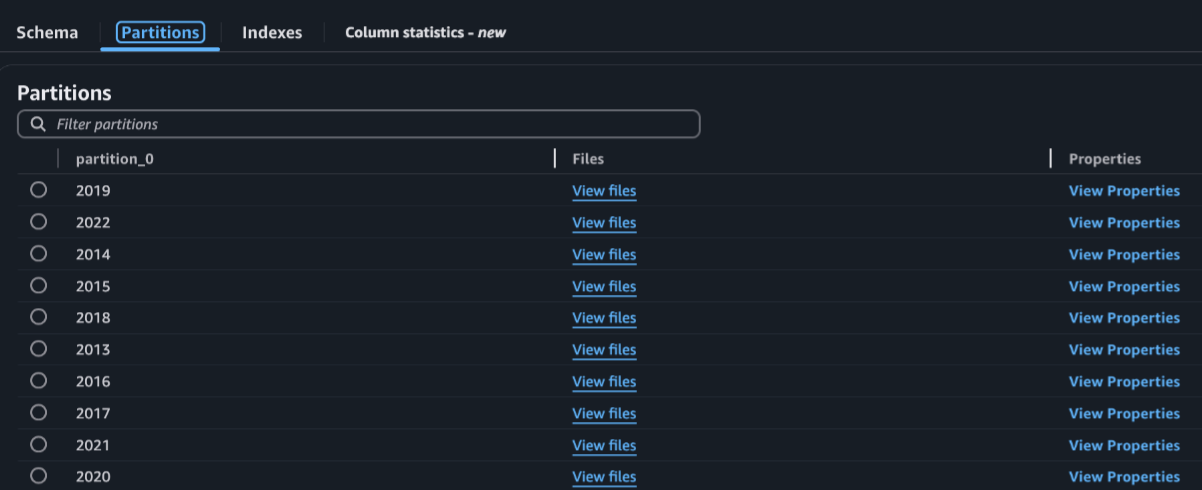 Schema Partitions Indexes Column statistics - new
Partitions
Filter partitions
partition_0 Files Properties
2019 View files View Properties
2022 View files View Properties
2014 View files View Properties
2015 View files View Properties
2018 View files View Properties
2013 View files View Properties
2016 View files View Properties
2017 View files View Properties
2021 View files View Properties
2020 View files View Properties